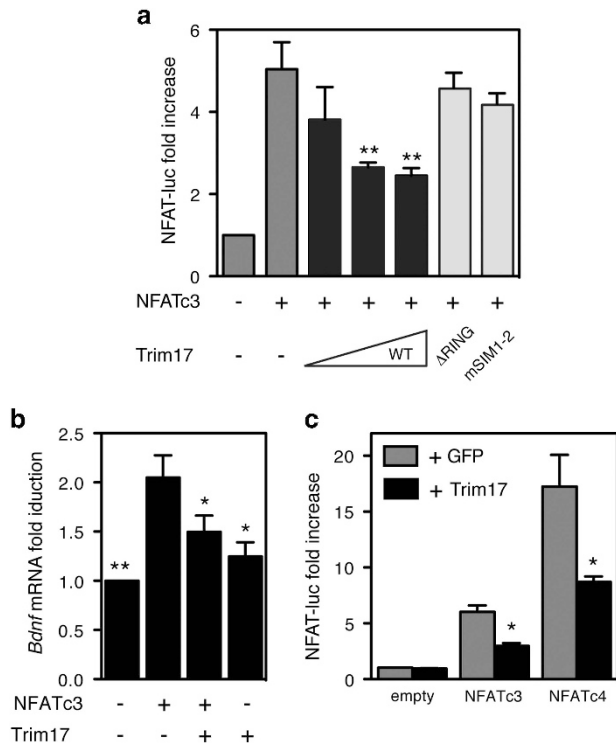 a
NFAT-luc fold increase
6
4
2
0
NFATc3 - + + + + + +
Trim17 - - WT ΔRING mSIM1-2
** **
b
Bdnf mRNA fold iduction
2.5
2.0
1.5
1.0
0.5
0.0
** * *
NFATc3 - + + -
Trim17 - - + +
c
NFAT-luc fold increase
20
15
10
5
0
+ GFP
+ Trim17
* *
empty NFATc3 NFATc4